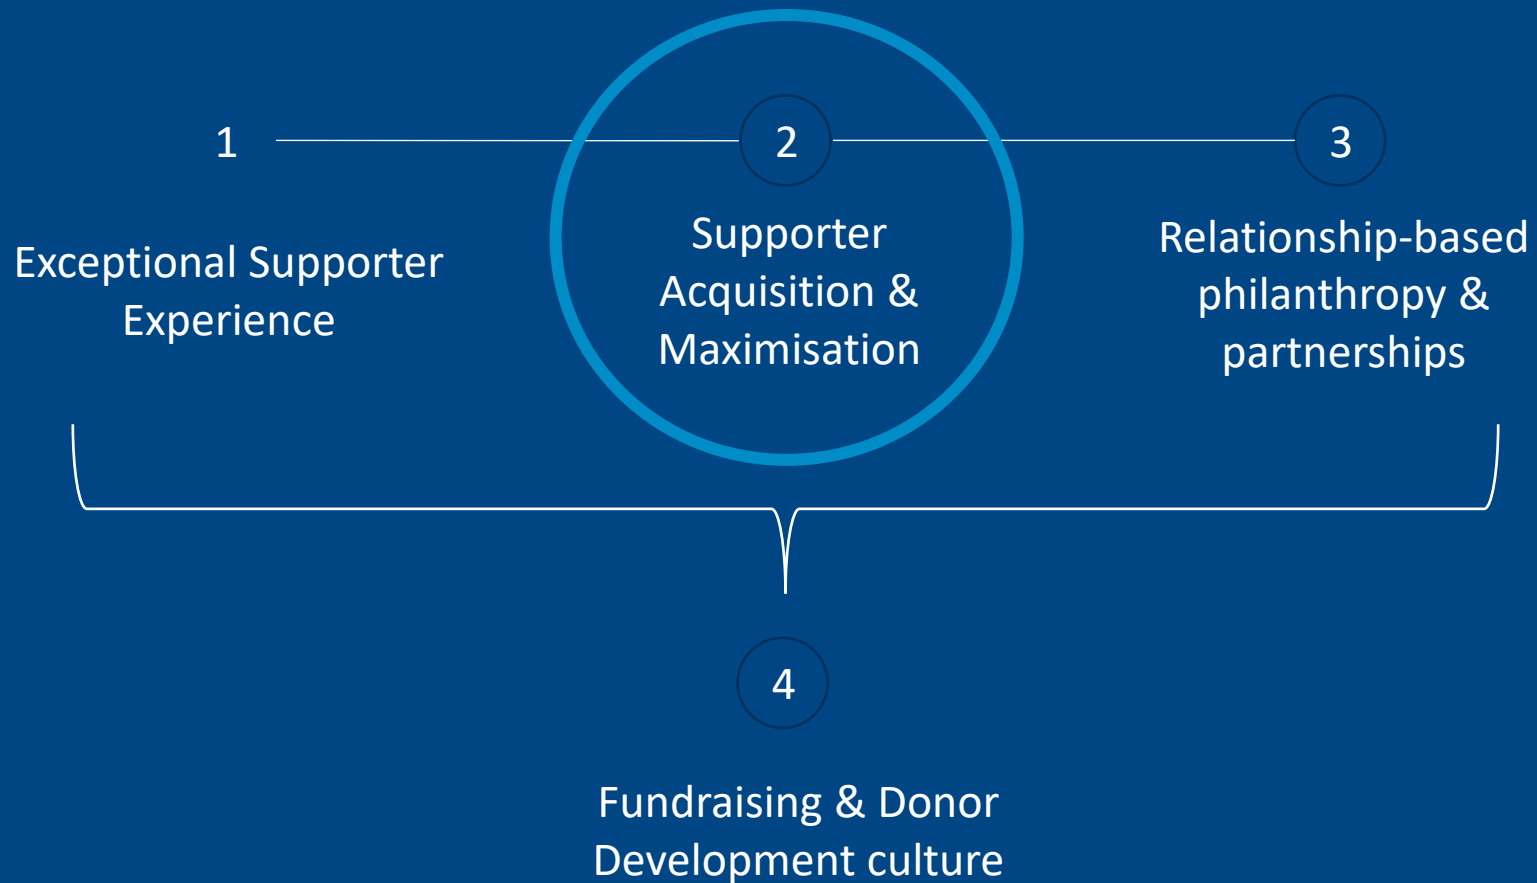 1
Exceptional Supporter
Experience
2
Supporter
Acquisition &
Maximisation
3
Relationship-based
philanthropy &
partnerships
4
Fundraising & Donor
Development culture